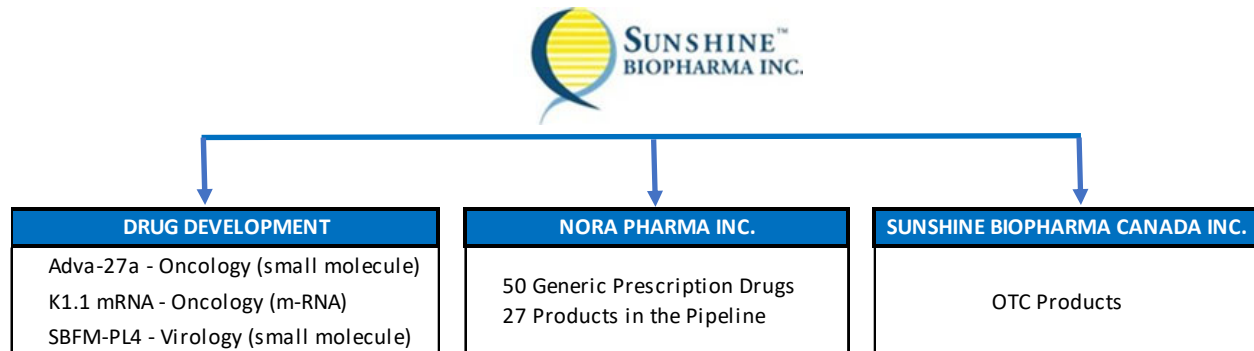 SUNSHINE™
BIOPHARMA INC.
DRUG DEVELOPMENT
Adva-27a - Oncology (small molecule)
K1.1 mRNA - Oncology (m-RNA)
SBFM-PL4 - Virology (small molecule)
NORA PHARMA INC.
50 Generic Prescription Drugs
27 Products in the Pipeline
SUNSHINE BIOPHARMA CANADA INC.
OTC Products